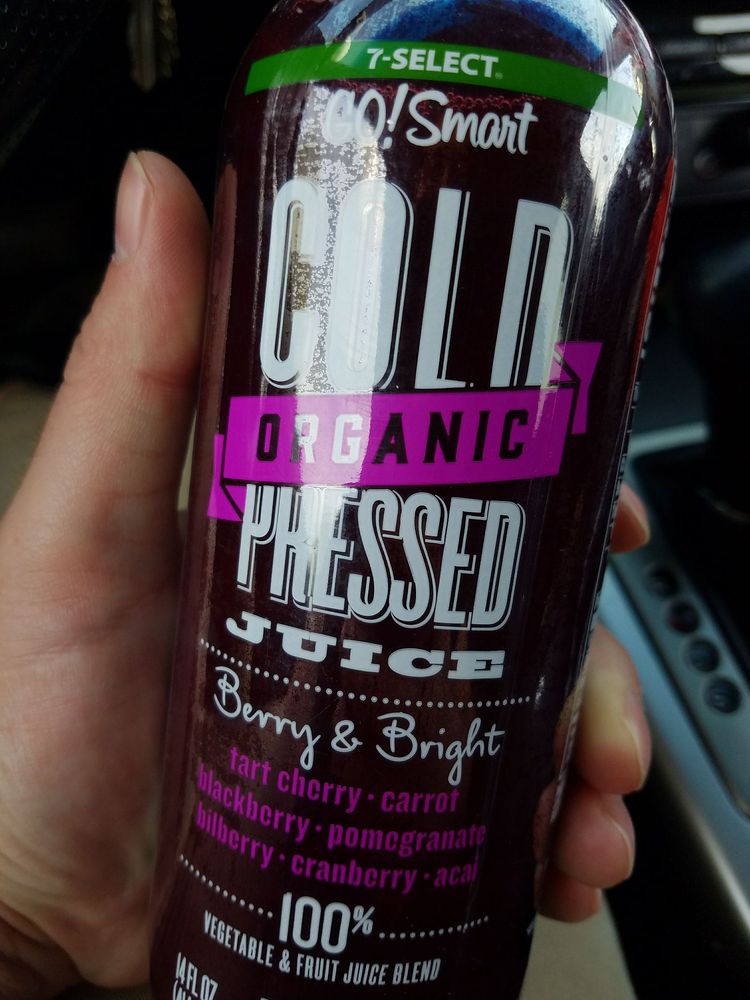 7-SELECT
GO! Smart
COLD
ORGANIC
PRESSED
JUICE
Berry & Bright
tart cherry · carrot
blackberry · pomegranate
bilberry · cranberry · acai
100%
VEGETABLE & FRUIT JUICE BLEND
14 FL OZ